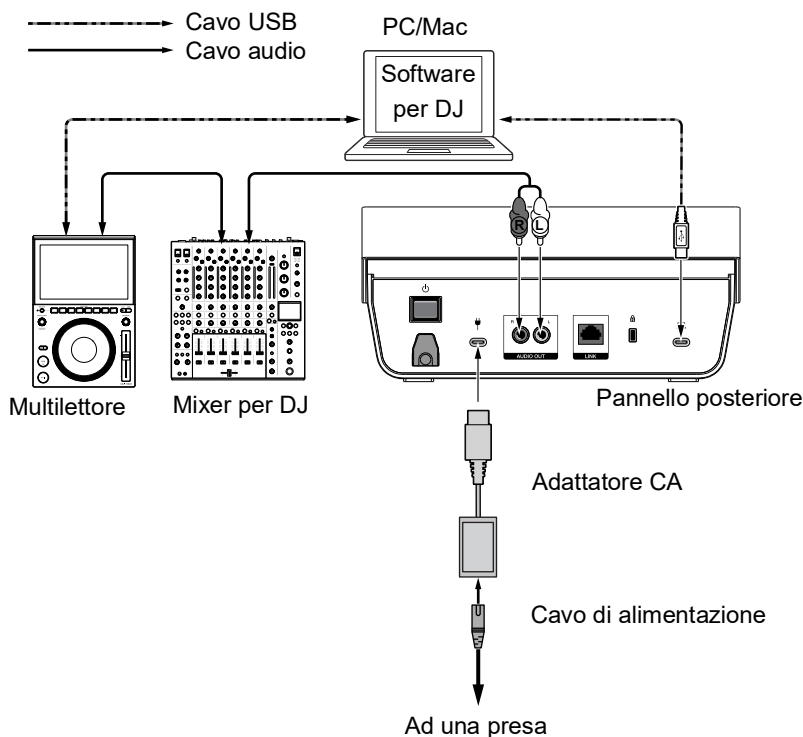 Cavo USB
Cavo audio
PC/Mac
Software
per DJ
R
L
R
L
AUDIO OUT
LINK
Multilettore
Mixer per DJ
Pannello posteriore
Adattatore CA
Cavo di alimentazione
Ad una presa